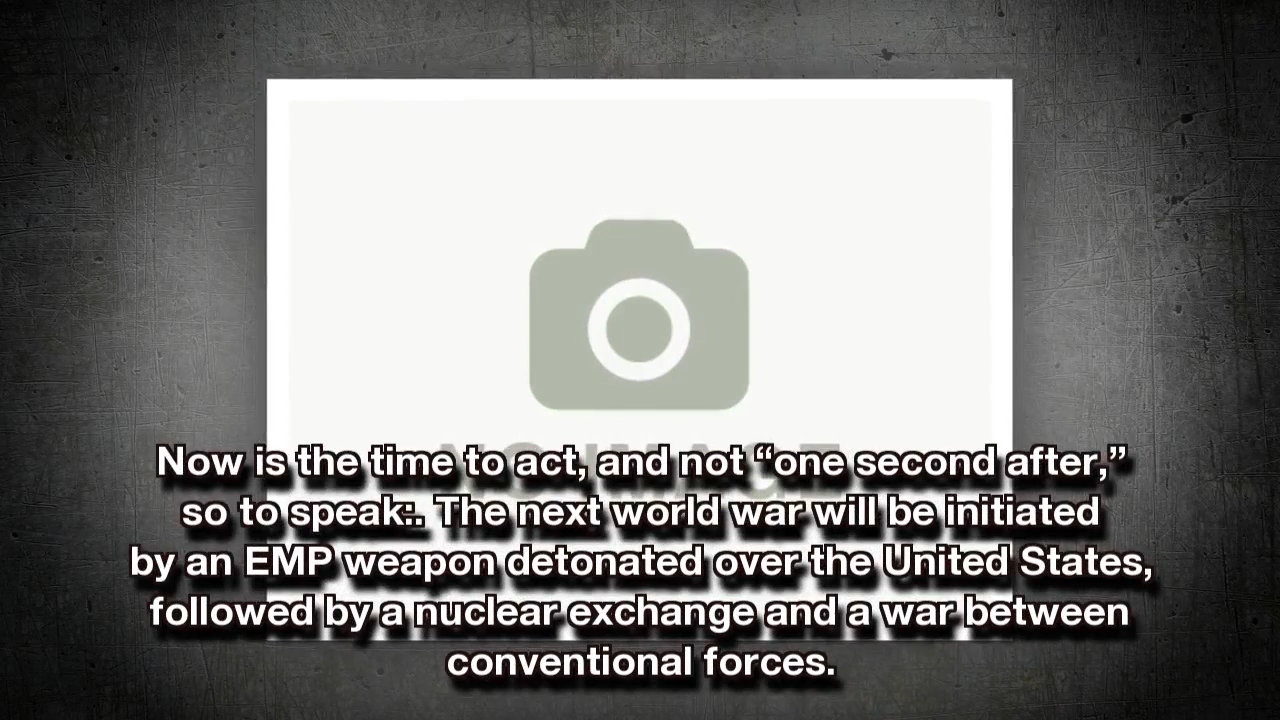 Now is the time to act, and not “one second after,”
so to speak:. The next world war will be initiated
by an EMP weapon detonated over the United States,
followed by a nuclear exchange and a war between
conventional forces.